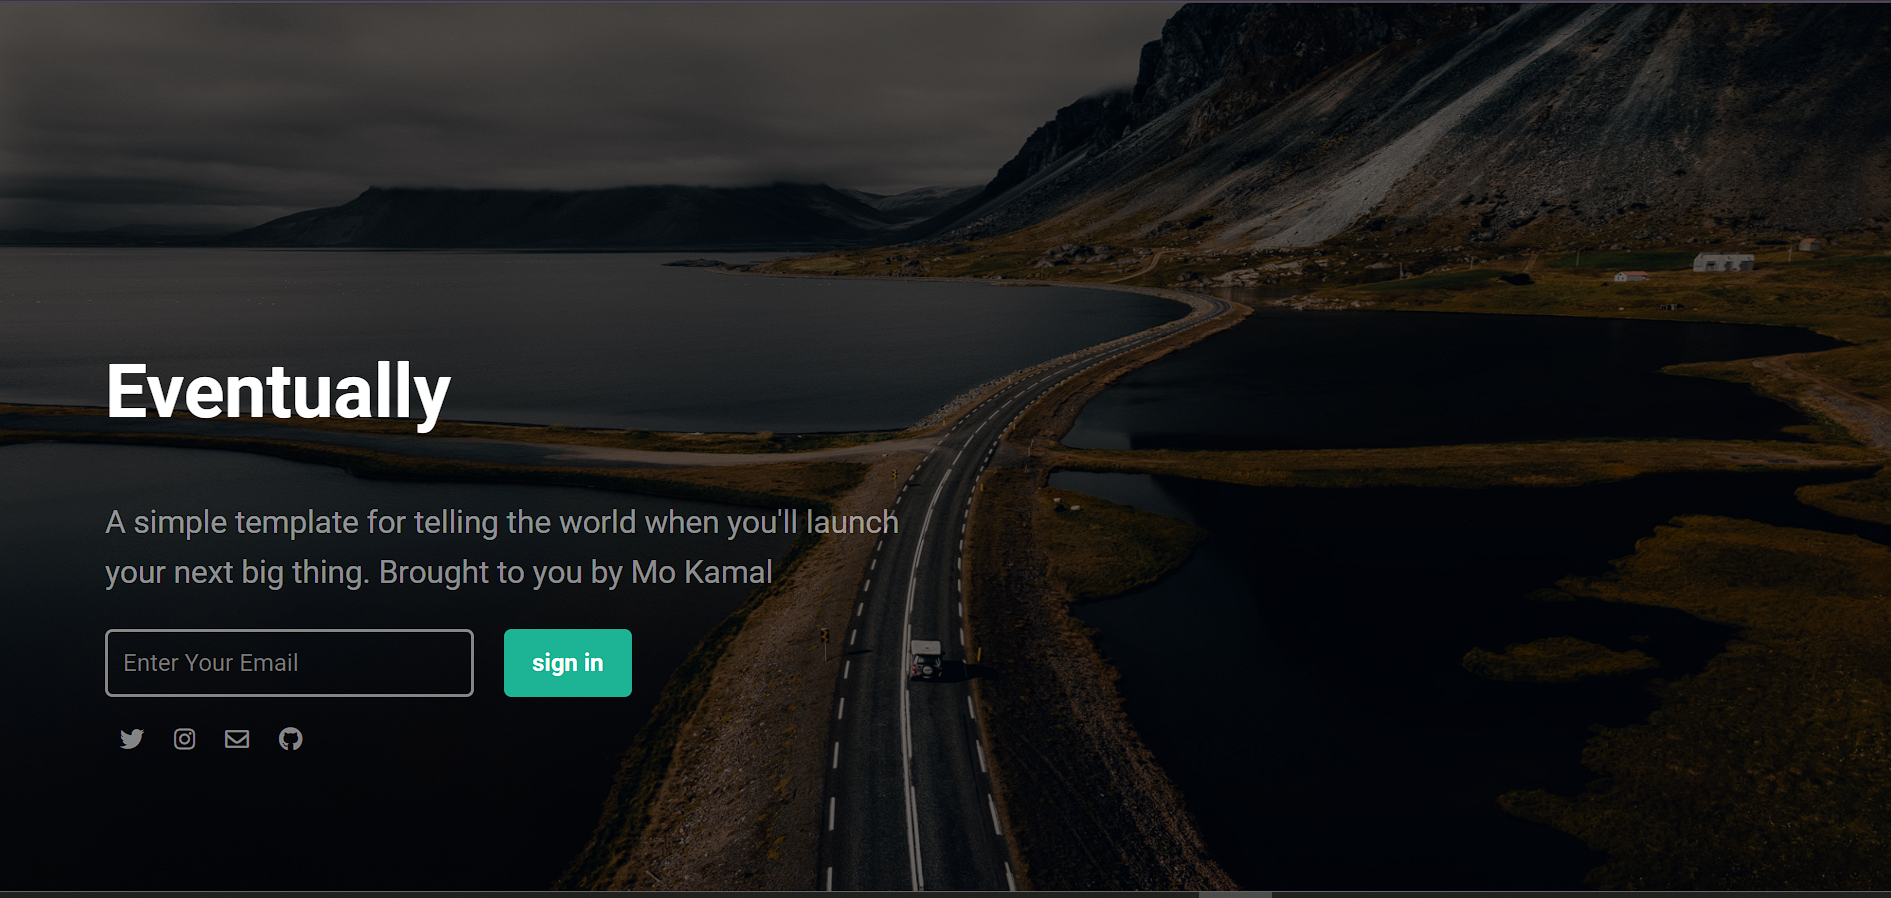 Eventually
A simple template for telling the world when you'll launch
your next big thing. Brought to you by Mo Kamal
Enter Your Email
sign in